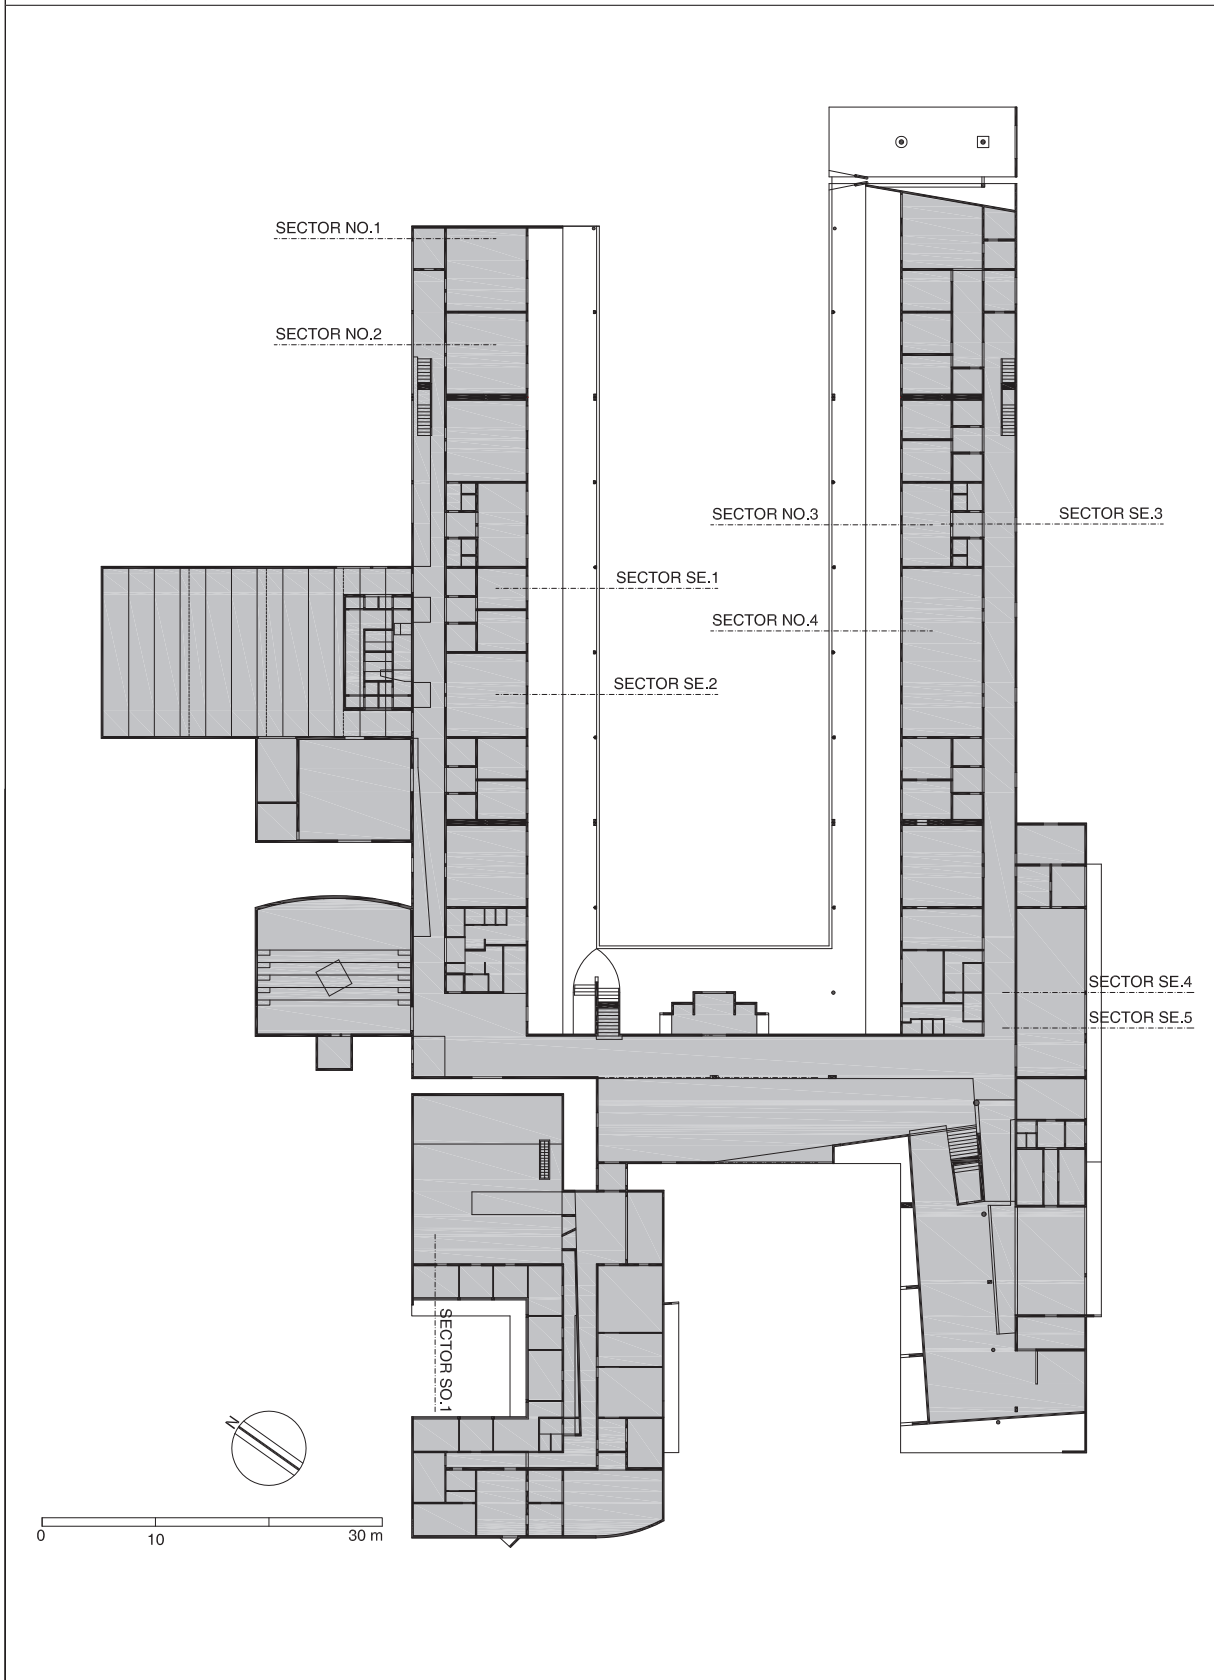 SECTOR NO.1
SECTOR NO.2
SECTOR NO.3
SECTOR SE.3
SECTOR SE.1
SECTOR NO.4
SECTOR SE.2
SECTOR SE.4
SECTOR SE.5
SECTOR SO.1
N
0
10
30 m